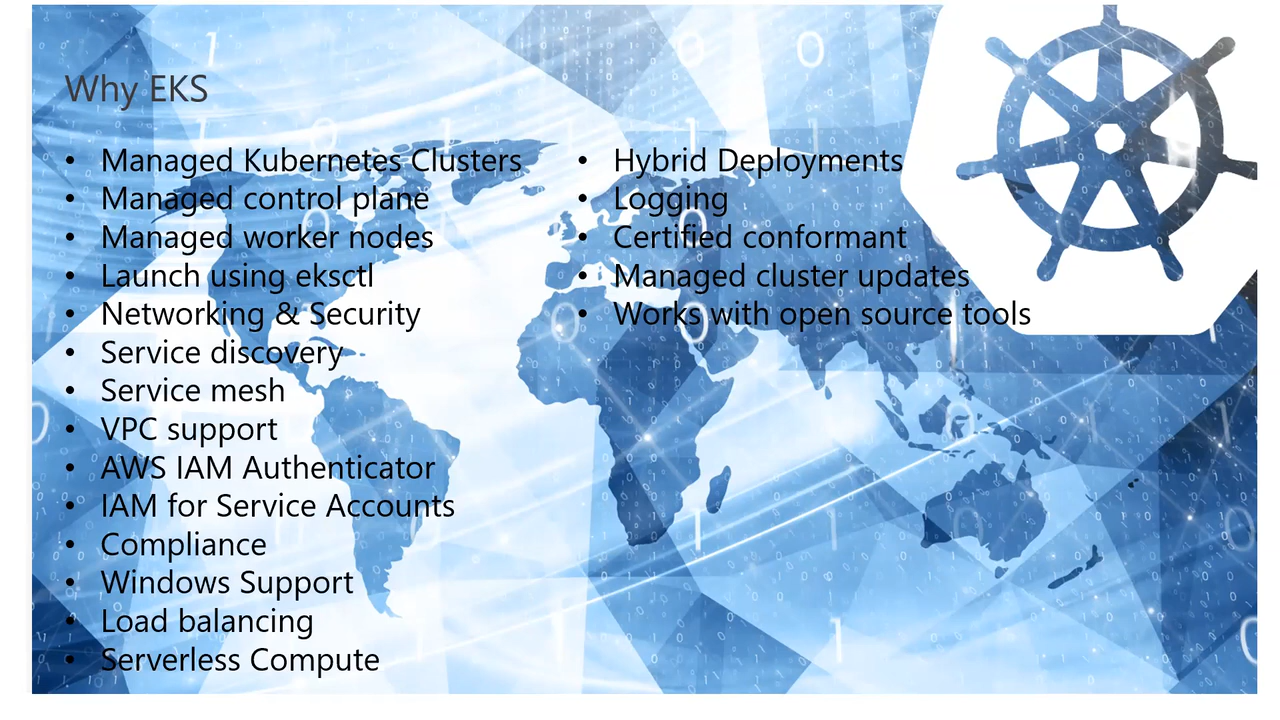 Why EKS
• Managed Kubernetes Clusters
• Managed control plane
• Managed worker nodes
• Launch using eksctl
• Networking & Security
• Service discovery
• Service mesh
• VPC support
• AWS IAM Authenticator
• IAM for Service Accounts
• Compliance
• Windows Support
• Load balancing
• Serverless Compute
• Hybrid Deployments
• Logging
• Certified conformant
• Managed cluster updates
• Works with open source tools